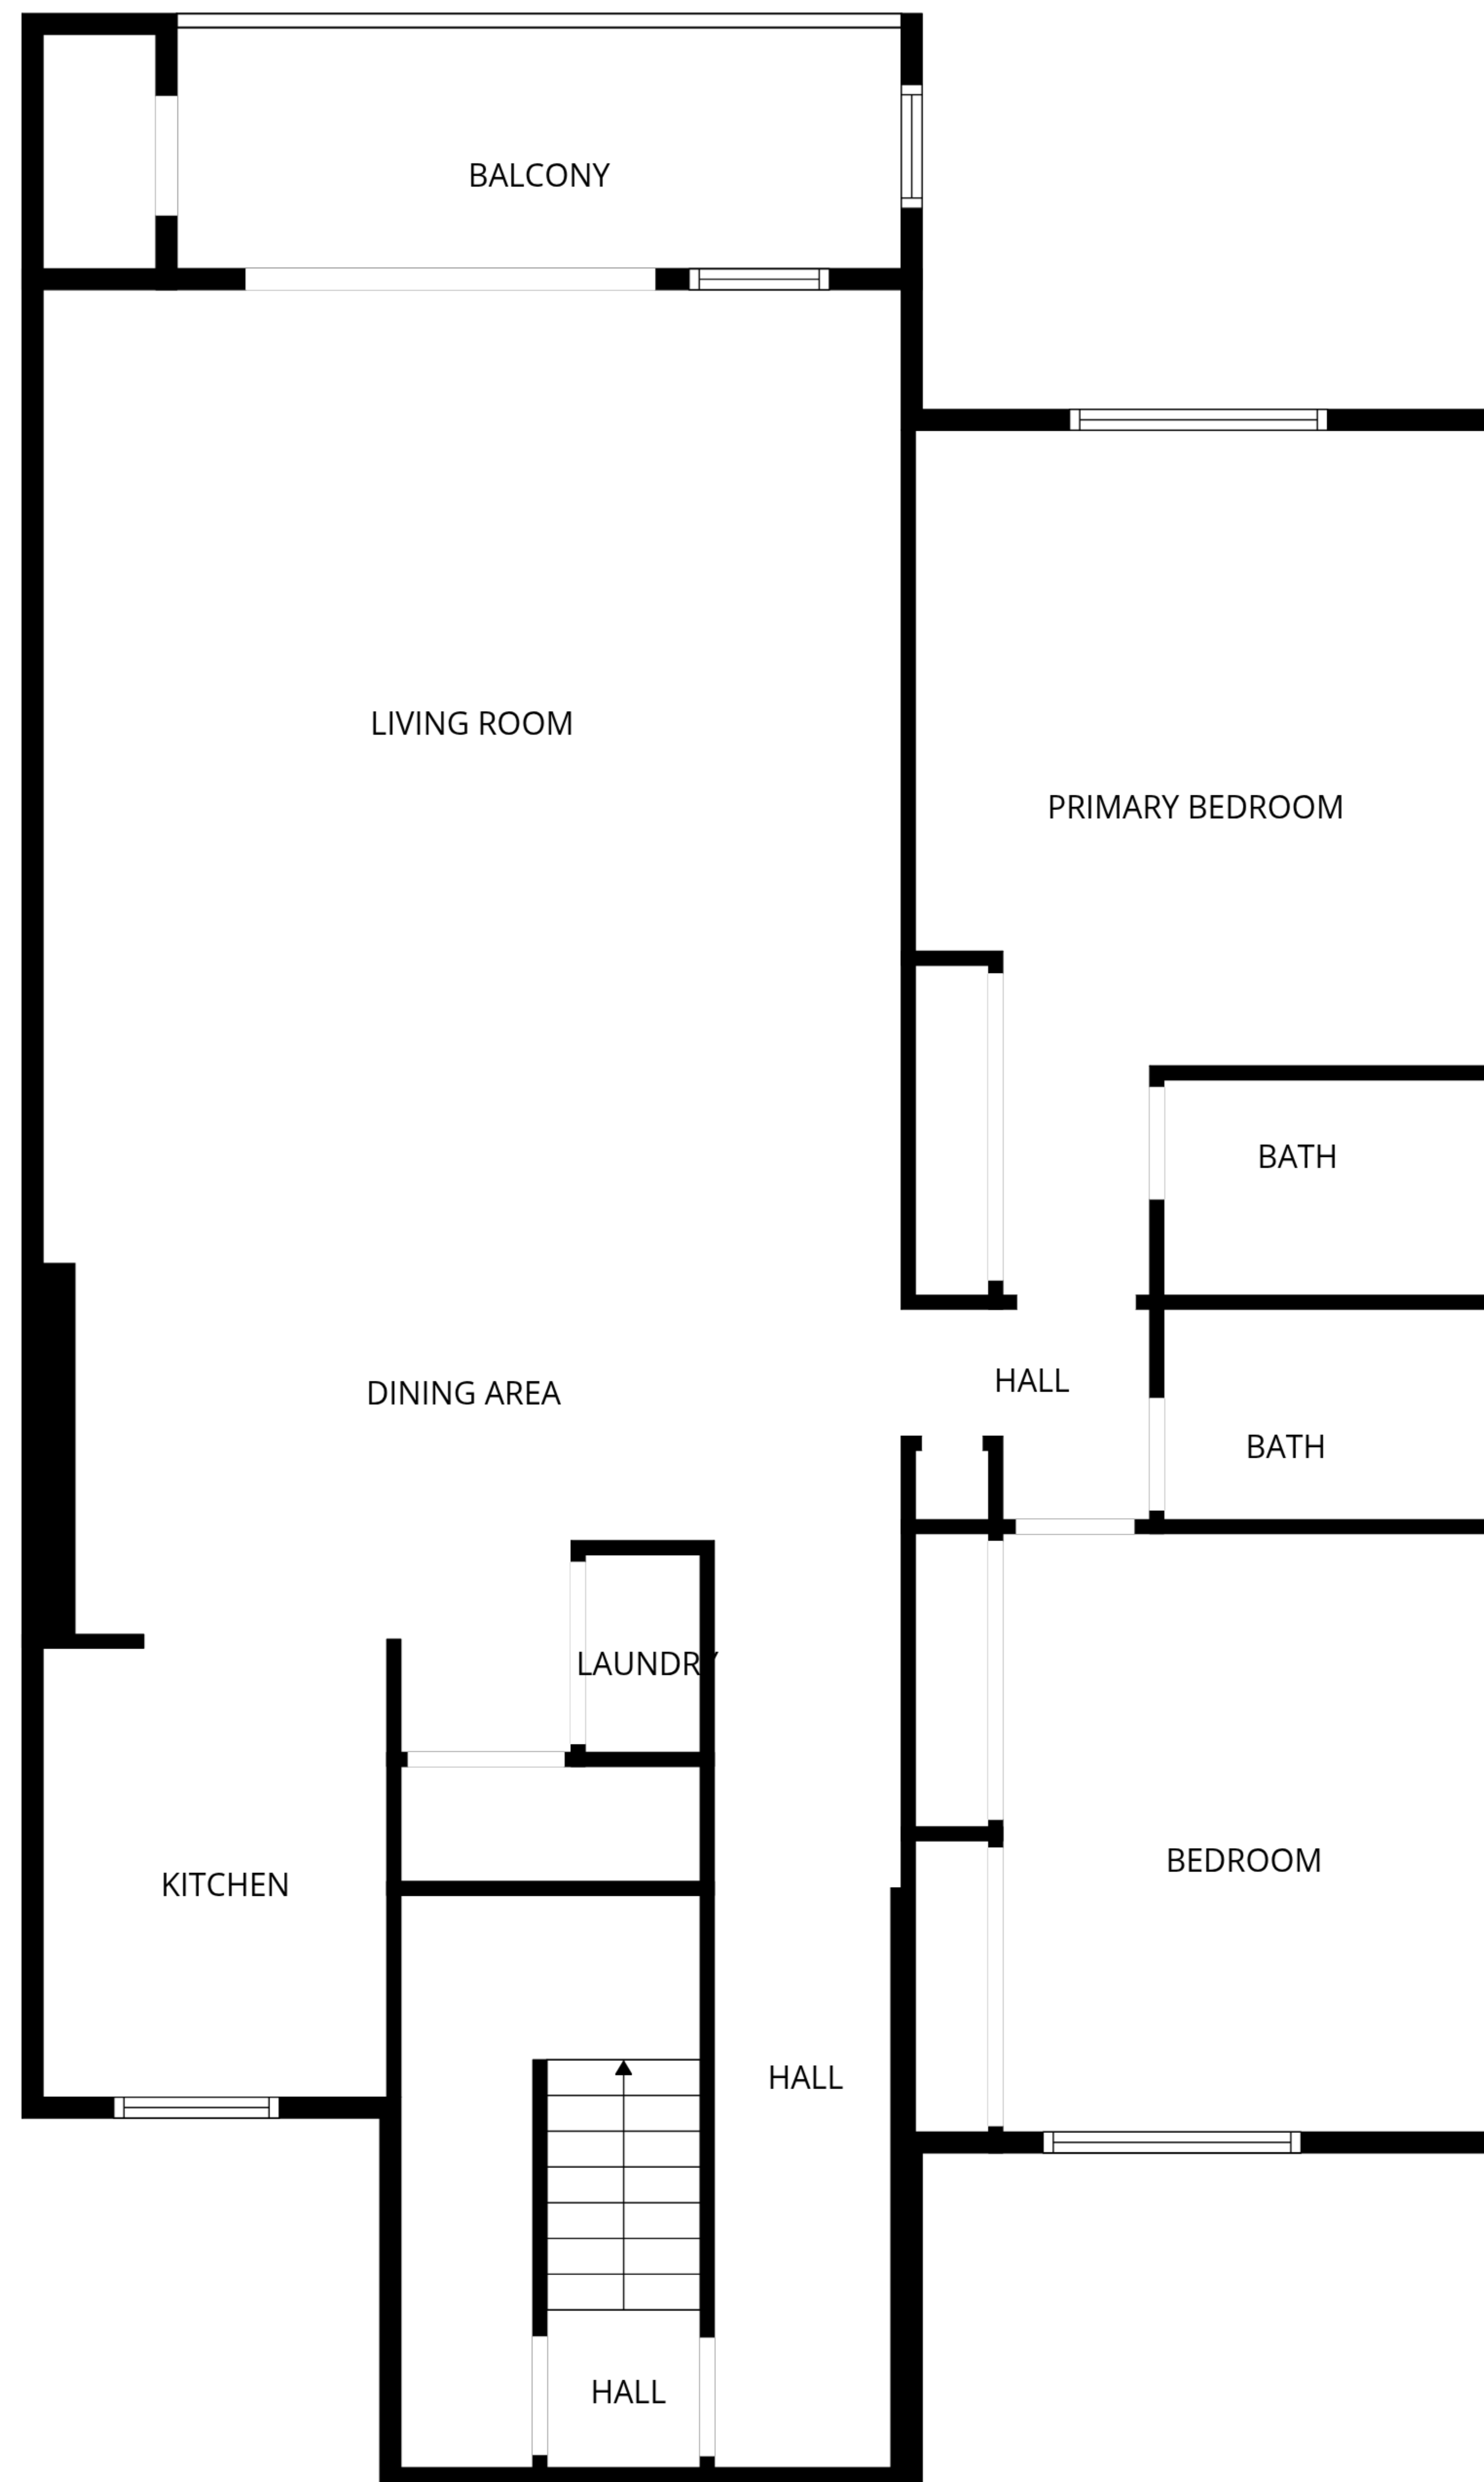 BALCONY
LIVING ROOM
PRIMARY BEDROOM
BATH
HALL
DINING AREA
BATH
LAUNDRY
BEDROOM
KITCHEN
HALL
HALL